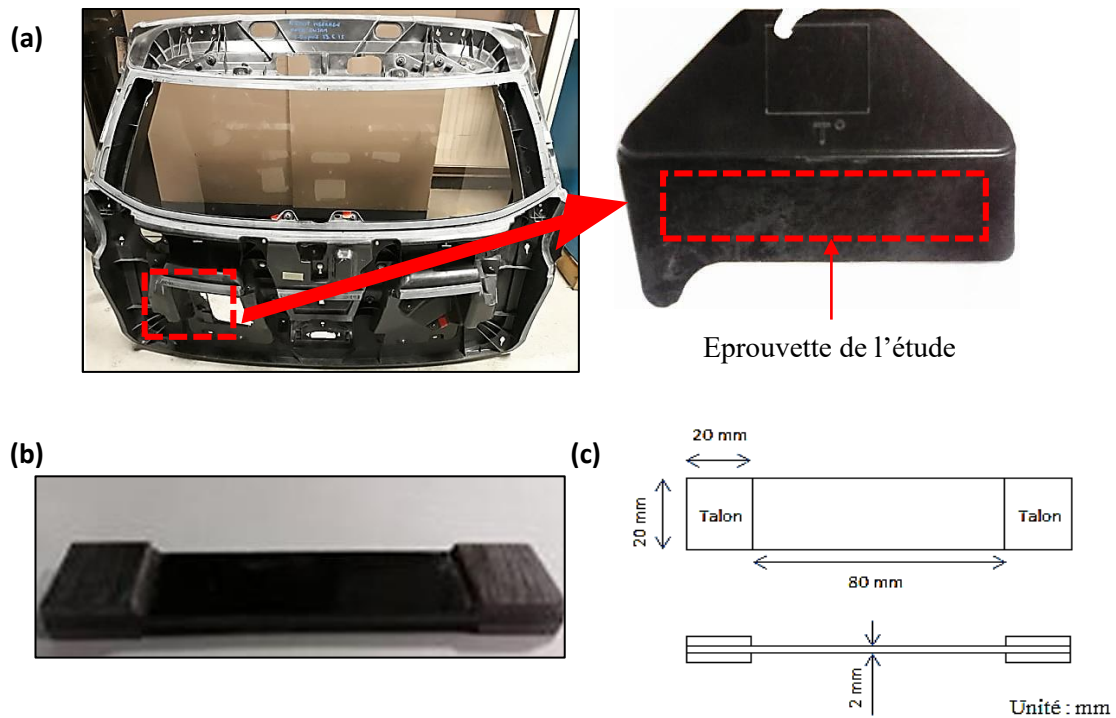 (a)
Eprouvette de l’étude
(b)
(c)
20 mm
20 mm
Talon
Talon
80 mm
2 mm
Unité : mm